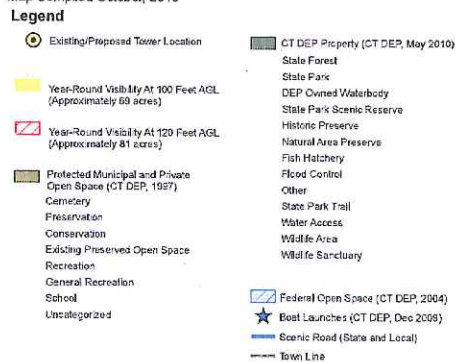 Map Compiled October, 2010
Legend
Existing/Proposed Tower Location
Year-Round Visibility At 100 Feet AGL
(Approximately 69 acres)
Year-Round Visibility At 120 Feet AGL
(Approximately 81 acres)
Protected Municipal and Private
Open Space (CT DEP, 1997)
Cemetery
Preservation
Conservation
Existing Preserved Open Space
Recreation
General Recreation
School
Uncategorized
CT DEP Property (CT DEP, May 2010)
State Forest
State Park
DEP Owned Waterbody
State Park Scenic Reserve
Historic Preserve
Natural Area Preserve
Fish Hatchery
Flood Control
Other
State Park Trail
Water Access
Wildlife Area
Wildlife Sanctuary
Federal Open Space (CT DEP, 2004)
Boat Launches (CT DEP, Dec 2009)
Scenic Road (State and Local)
Town Line